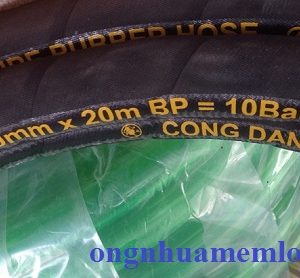 RUBBER HOSE
mm x 20m BP = 10Ba
CONG DAN
ongnhuamemlo